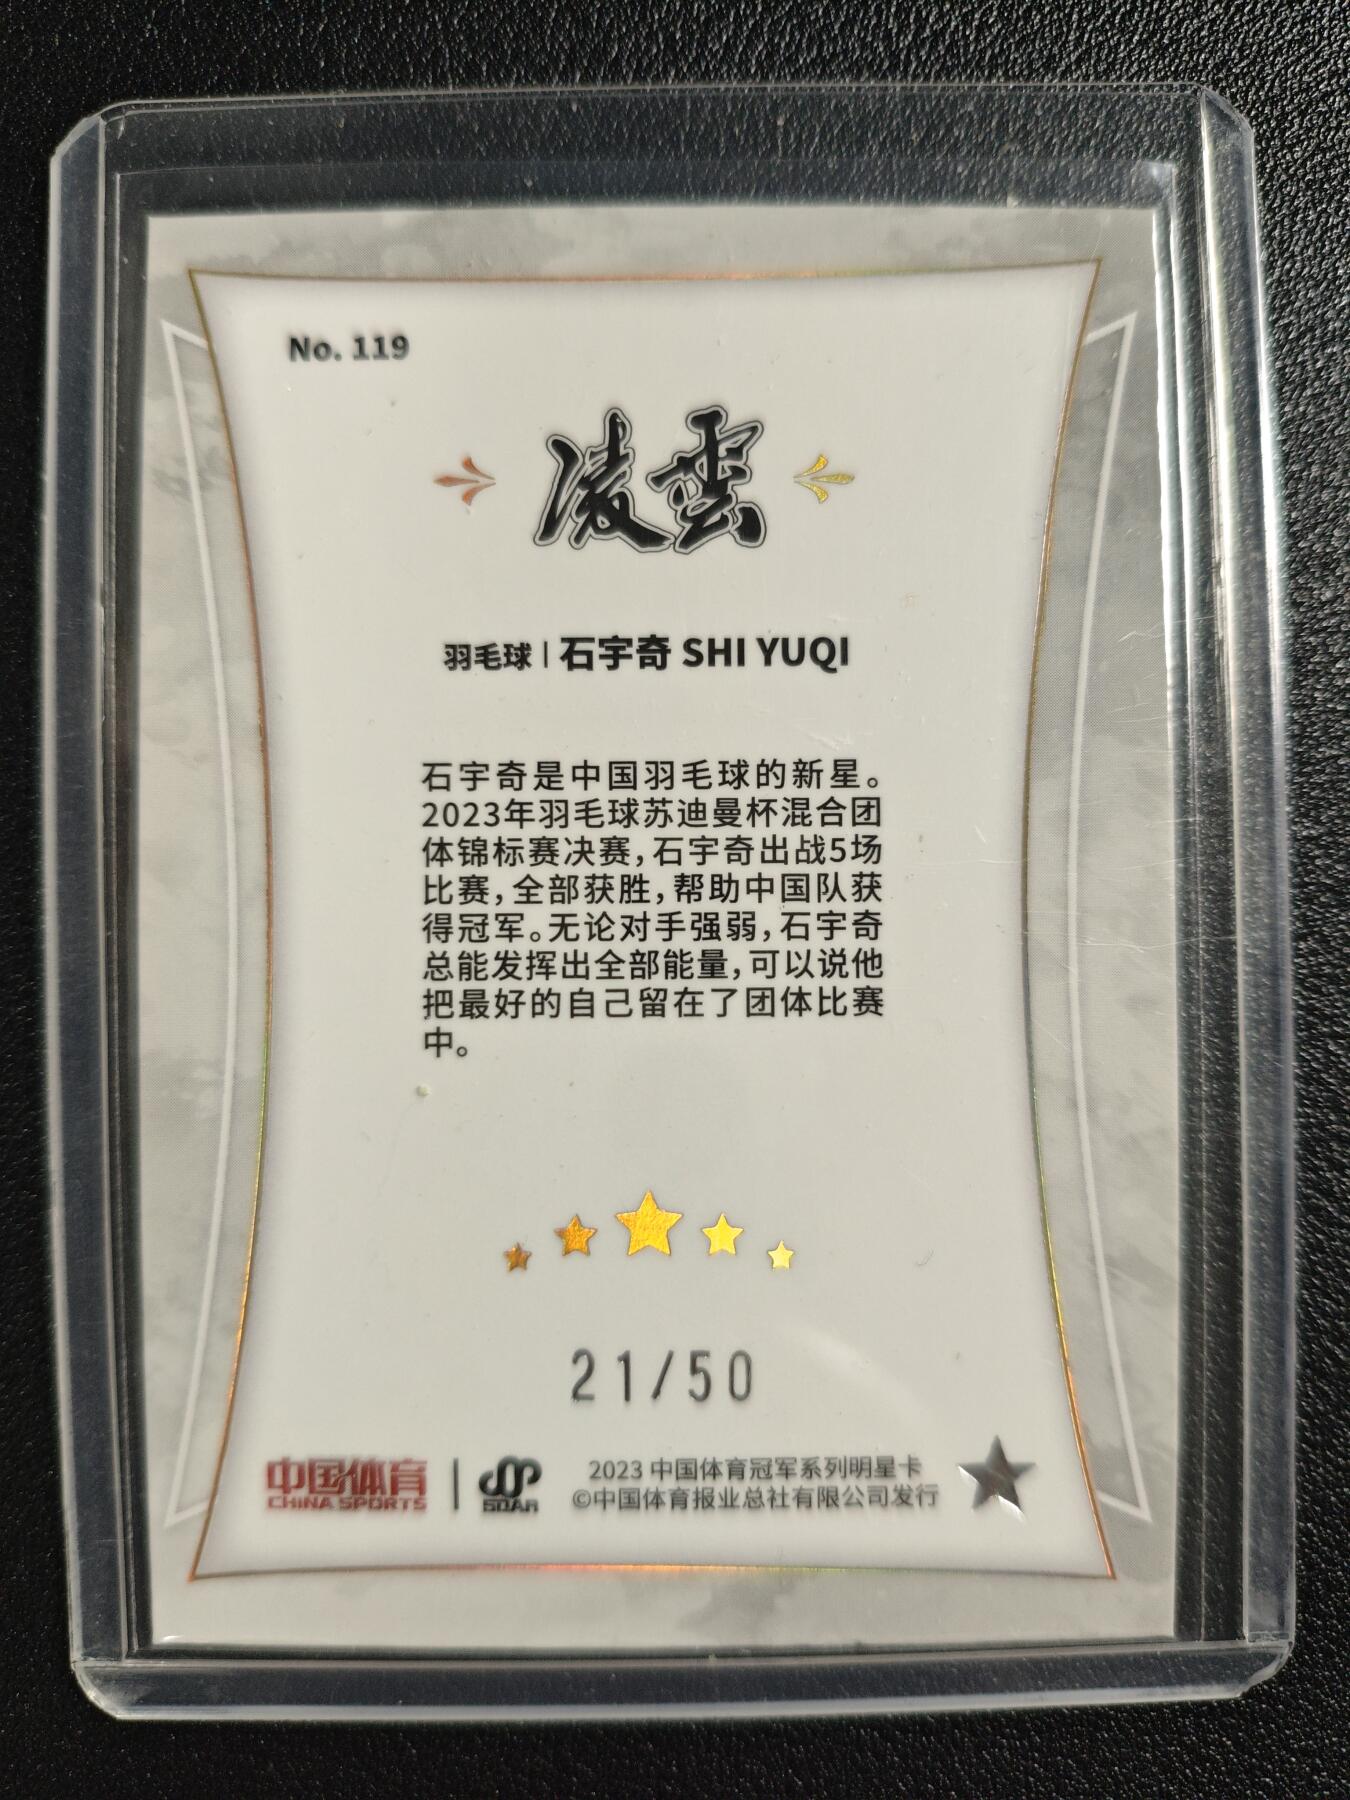 No. 119
凌雲
羽毛球 | 石宇奇 SHI YUQI
石宇奇是中国羽毛球的新星。
2023年羽毛球苏迪曼杯混合团
体锦标赛决赛，石宇奇出战5场
比赛，全部获胜，帮助中国队获
得冠军。无论对手强弱，石宇奇
总能发挥出全部能量，可以说他
把最好的自己留在了团体比赛
中。
21/50
中国体育
CHINA SPORTS
SOAR
2023 中国体育冠军系列明星卡
©中国体育报业总社有限公司发行